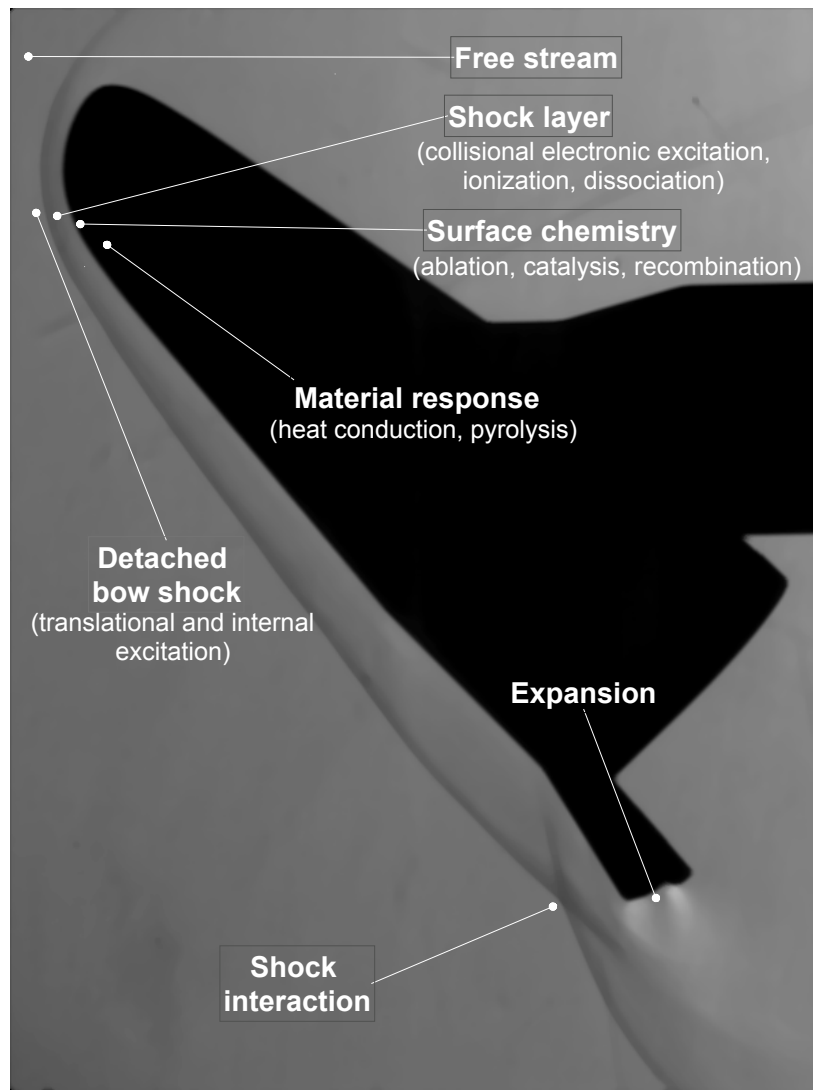 Free stream
Shock layer
(collisional electronic excitation,
ionization, dissociation)
Surface chemistry
(ablation, catalysis, recombination)
Material response
(heat conduction, pyrolysis)
Detached
bow shock
(translational and internal
excitation)
Expansion
Shock
interaction